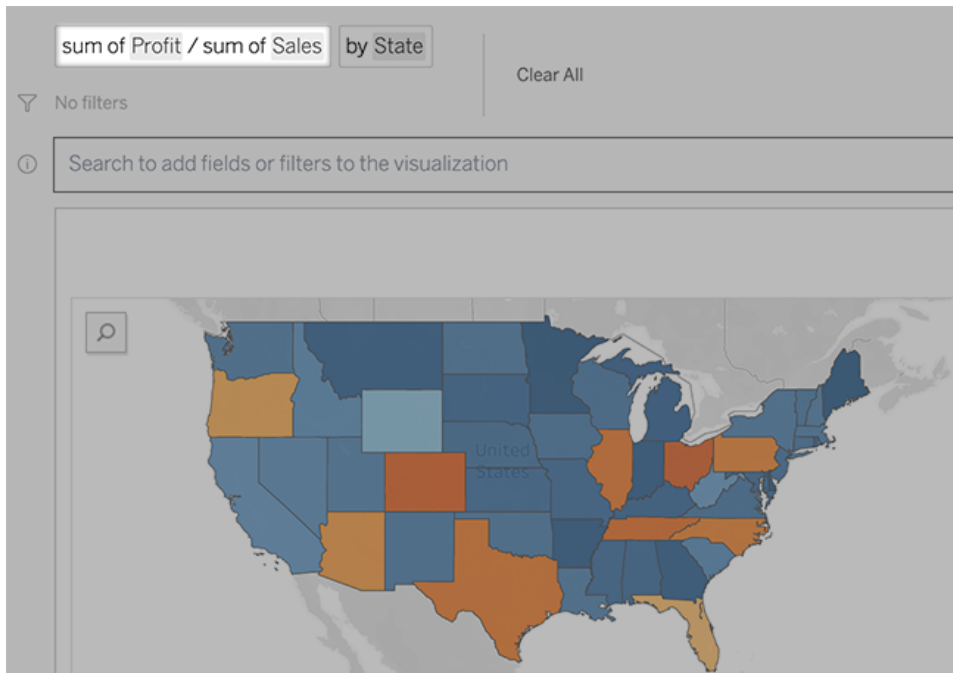 sum of Profit / sum of Sales by State
Clear All
No filters
Search to add fields or filters to the visualization
United
States